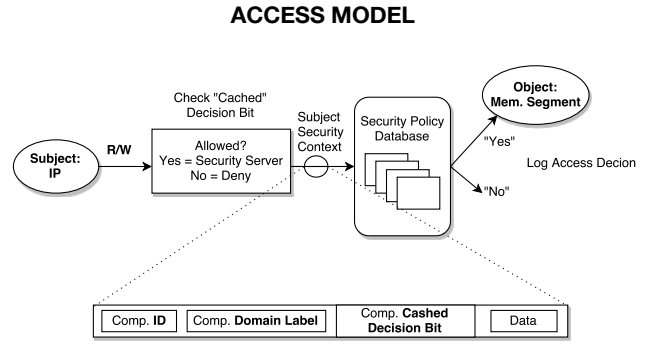 ACCESS MODEL
Check "Cached"
Decision Bit
Subject:
IP
R/W
Allowed?
Yes = Security Server
No = Deny
Subject
Security
Context
Security Policy
Database
Object:
Mem. Segment
"Yes"
"No"
Log Access Decion
Comp. ID
Comp. Domain Label
Comp. Cashed
Decision Bit
Data